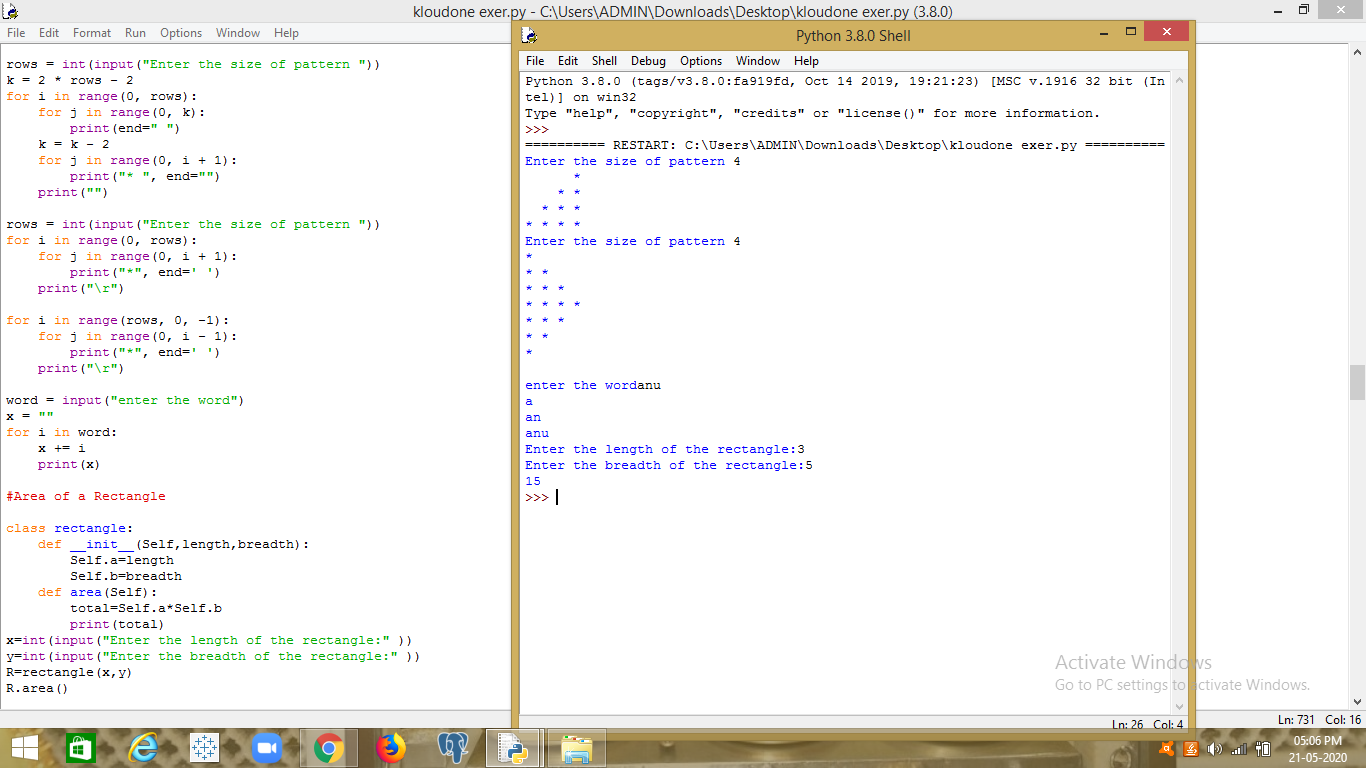 kloudone exer.py - C:\Users\ADMIN\Downloads\Desktop\kloudone exer.py (3.8.0)
File Edit Format Run Options Window Help
rows = int(input("Enter the size of pattern "))
k = 2 * rows - 2
for i in range(0, rows):
    for j in range(0, k):
        print(end=" ")
    k = k - 2
    for j in range(0, i + 1):
        print("* ", end="")
    print("")

rows = int(input("Enter the size of pattern "))
for i in range(0, rows):
    for j in range(0, i + 1):
        print("*", end=' ')
    print("\r")

for i in range(rows, 0, -1):
    for j in range(0, i - 1):
        print("*", end=' ')
    print("\r")

word = input("enter the word")
x = ""
for i in word:
    x += i
    print(x)

#Area of a Rectangle

class rectangle:
    def __init__(Self,length,breadth):
        Self.a=length
        Self.b=breadth
    def area(Self):
        total=Self.a*Self.b
        print(total)
x=int(input("Enter the length of the rectangle:" ))
y=int(input("Enter the breadth of the rectangle:" ))
R=rectangle(x,y)
R.area()
Python 3.8.0 Shell
File Edit Shell Debug Options Window Help
Python 3.8.0 (tags/v3.8.0:fa919fd, Oct 14 2019, 19:21:23) [MSC v.1916 32 bit (In
tel)] on win32
Type "help", "copyright", "credits" or "license()" for more information.
>>>
========== RESTART: C:\Users\ADMIN\Downloads\Desktop\kloudone exer.py ==========
Enter the size of pattern 4
      *
    * *
  * * *
* * * *
Enter the size of pattern 4
*
* *
* * *
* * * *
* * *
* *
*

enter the wordanu
a
an
anu
Enter the length of the rectangle:3
Enter the breadth of the rectangle:5
15
>>>
Activate Windows
Go to PC settings to activate Windows.
Ln: 26 Col: 4
Ln: 731 Col: 16
05:06 PM
21-05-2020